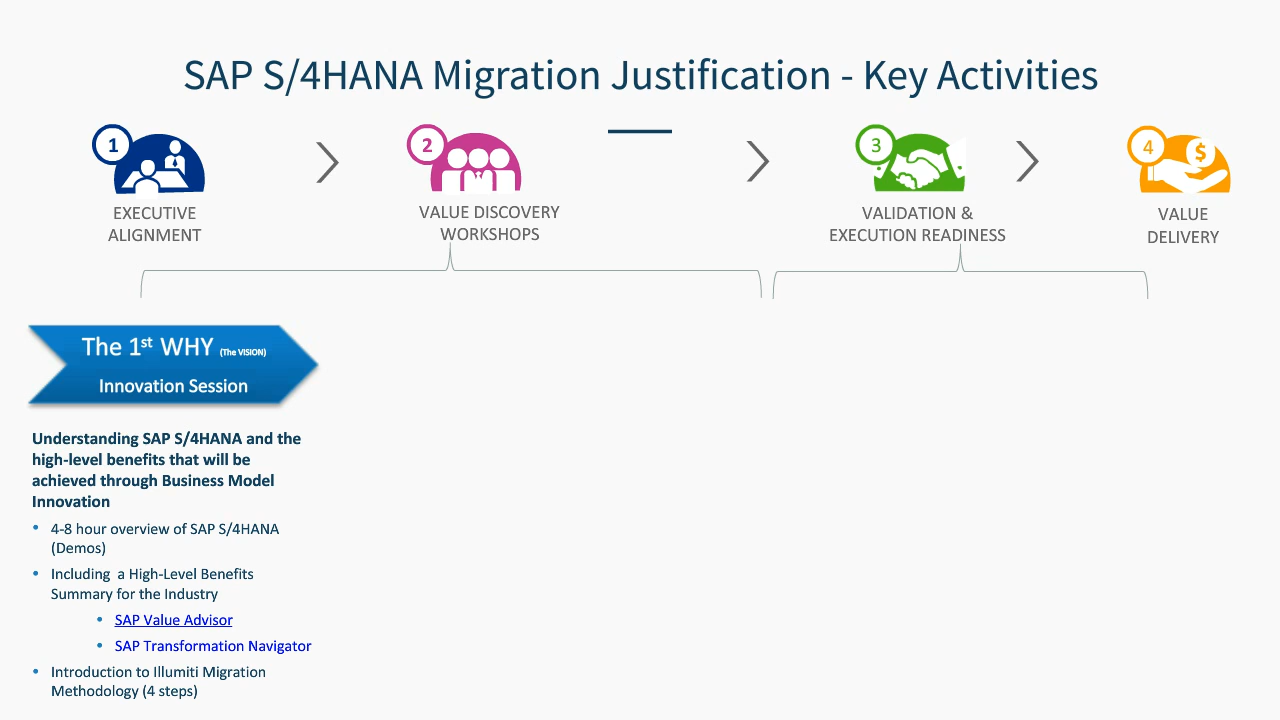 SAP S/4HANA Migration Justification - Key Activities
1
2
3
4
$
EXECUTIVE
ALIGNMENT
VALUE DISCOVERY
WORKSHOPS
VALIDATION &
EXECUTION READINESS
VALUE
DELIVERY
The 1st WHY (The VISION)
Innovation Session
Understanding SAP S/4HANA and the
high-level benefits that will be
achieved through Business Model
Innovation
• 4-8 hour overview of SAP S/4HANA
(Demos)
• Including a High-Level Benefits
Summary for the Industry
• SAP Value Advisor
• SAP Transformation Navigator
• Introduction to Illumiti Migration
Methodology (4 steps)